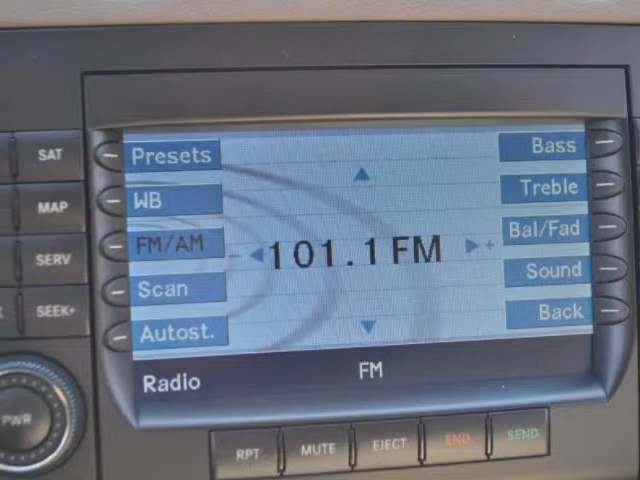 SAT
MAP
SERV
SEEK+
PWR
Presets
WB
FM/AM
Scan
Autost.
- 101.1 FM +
Bass
Treble
Bal/Fad
Sound
Back
Radio
FM
RPT
MUTE
EJECT
END
SEND